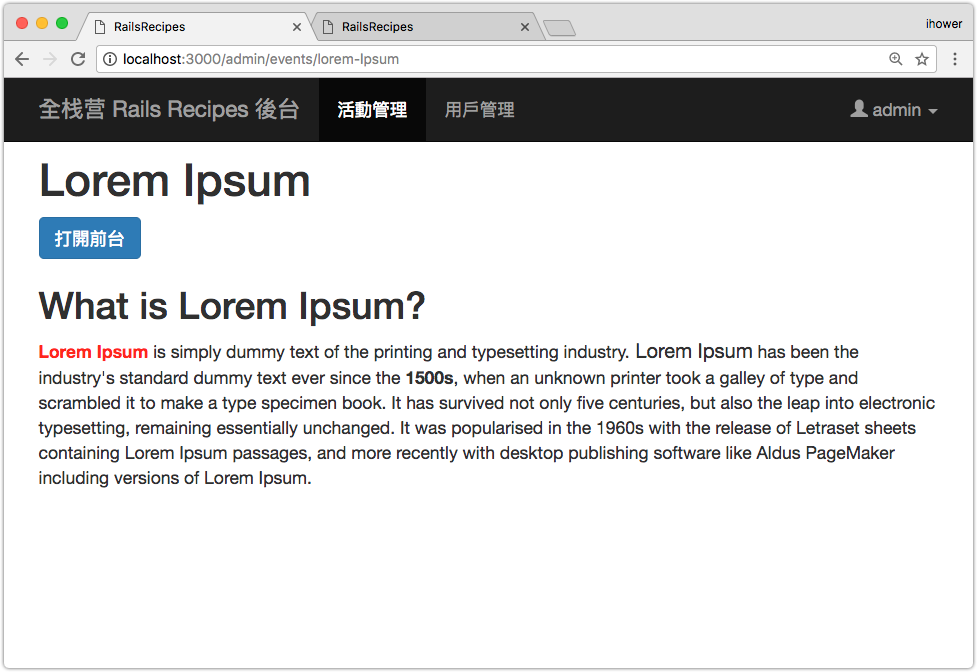 RailsRecipes
RailsRecipes
ihower
localhost:3000/admin/events/lorem-Ipsum
全栈营 Rails Recipes 後台
活動管理
用戶管理
admin
Lorem Ipsum
打開前台
What is Lorem Ipsum?
Lorem Ipsum is simply dummy text of the printing and typesetting industry. Lorem Ipsum has been the
industry's standard dummy text ever since the 1500s, when an unknown printer took a galley of type and
scrambled it to make a type specimen book. It has survived not only five centuries, but also the leap into electronic
typesetting, remaining essentially unchanged. It was popularised in the 1960s with the release of Letraset sheets
containing Lorem Ipsum passages, and more recently with desktop publishing software like Aldus PageMaker
including versions of Lorem Ipsum.